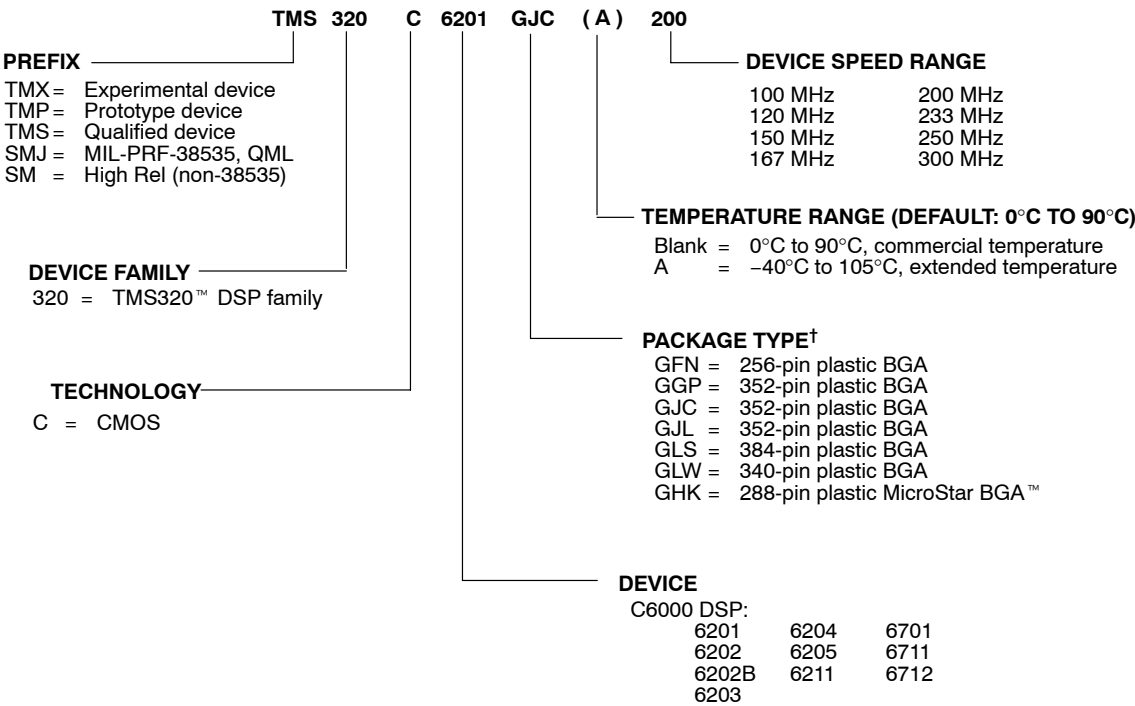 TMS 320 C 6201 GJC ( A ) 200
PREFIX
TMX = Experimental device
TMP = Prototype device
TMS = Qualified device
SMJ = MIL-PRF-38535, QML
SM = High Rel (non-38535)
DEVICE SPEED RANGE
100 MHz 200 MHz
120 MHz 233 MHz
150 MHz 250 MHz
167 MHz 300 MHz
TEMPERATURE RANGE (DEFAULT: 0°C TO 90°C)
Blank = 0°C to 90°C, commercial temperature
A = −40°C to 105°C, extended temperature
DEVICE FAMILY
320 = TMS320™ DSP family
PACKAGE TYPE†
GFN = 256-pin plastic BGA
GGP = 352-pin plastic BGA
GJC = 352-pin plastic BGA
GJL = 352-pin plastic BGA
GLS = 384-pin plastic BGA
GLW = 340-pin plastic BGA
GHK = 288-pin plastic MicroStar BGA™
TECHNOLOGY
C = CMOS
DEVICE
C6000 DSP:
6201 6204 6701
6202 6205 6711
6202B 6211 6712
6203